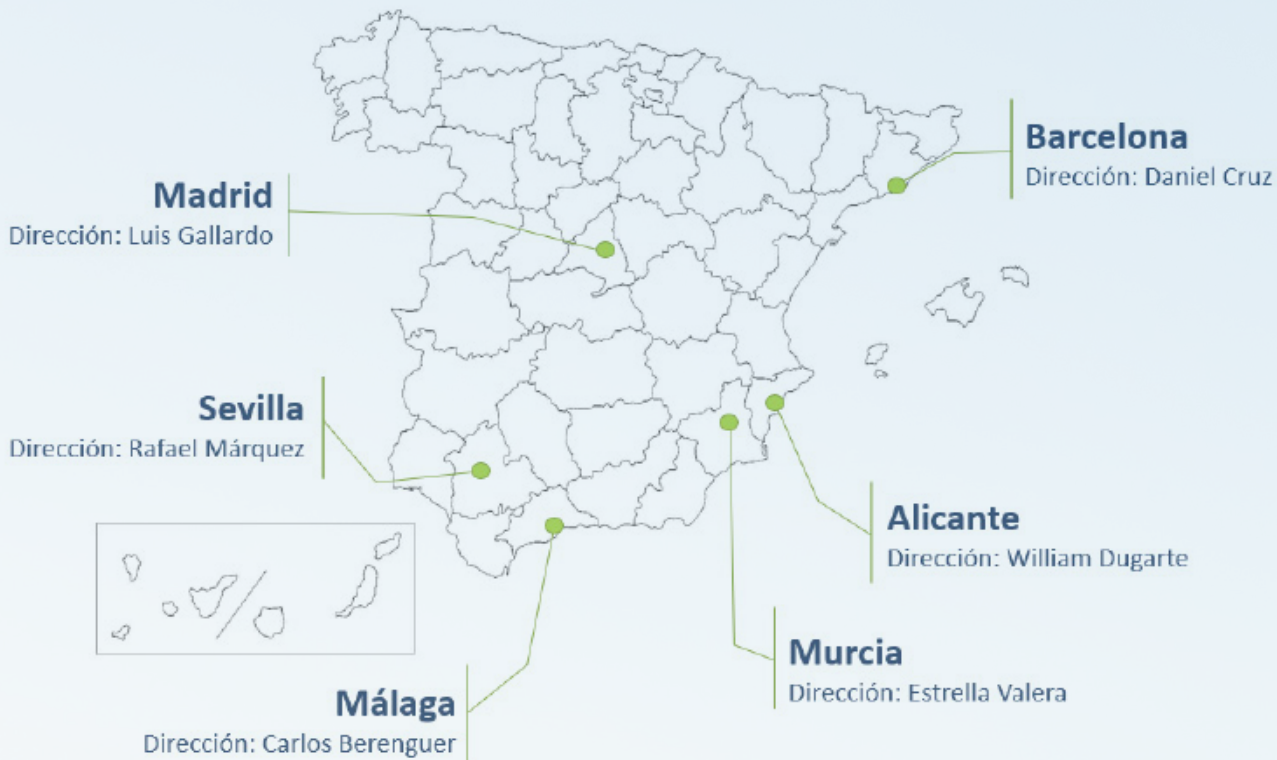 Barcelona
Dirección: Daniel Cruz
Madrid
Dirección: Luis Gallardo
Sevilla
Dirección: Rafael Márquez
Alicante
Dirección: William Dugarte
Murcia
Dirección: Estrella Valera
Málaga
Dirección: Carlos Berenguer